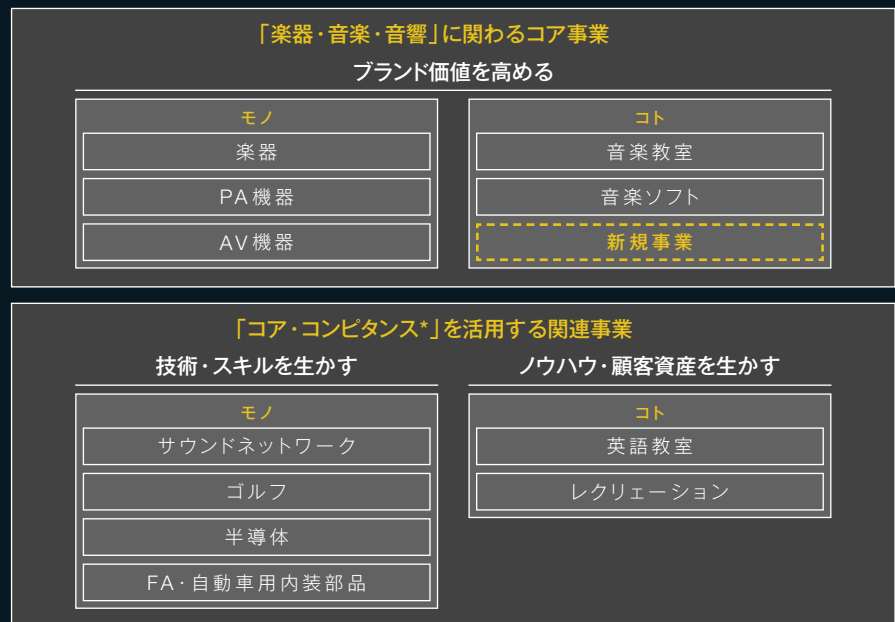 「楽器・音楽・音響」に関わるコア事業
ブランド価値を高める
モノ
楽器
PA機器
AV機器
コト
音楽教室
音楽ソフト
新規事業
「コア・コンピタンス*」を活用する関連事業
技術・スキルを生かす
モノ
サウンドネットワーク
ゴルフ
半導体
FA・自動車用内装部品
ノウハウ・顧客資産を生かす
コト
英語教室
レクリェーション